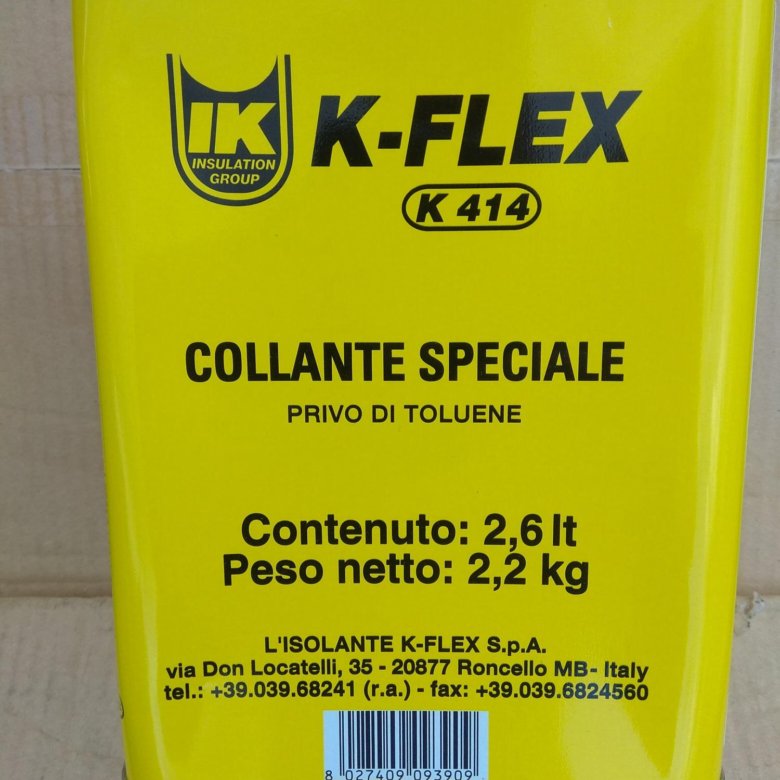 IK
INSULATION
GROUP
K-FLEX
K 414
COLLANTE SPECIALE
PRIVO DI TOLUENE
Contenuto: 2,6 lt
Peso netto: 2,2 kg
L'ISOLANTE K-FLEX S.p.A.
via Don Locatelli, 35 - 20877 Roncello MB- Italy
tel.: +39.039.68241 (r.a.) - fax: +39.039.6824560
8 027409 093909